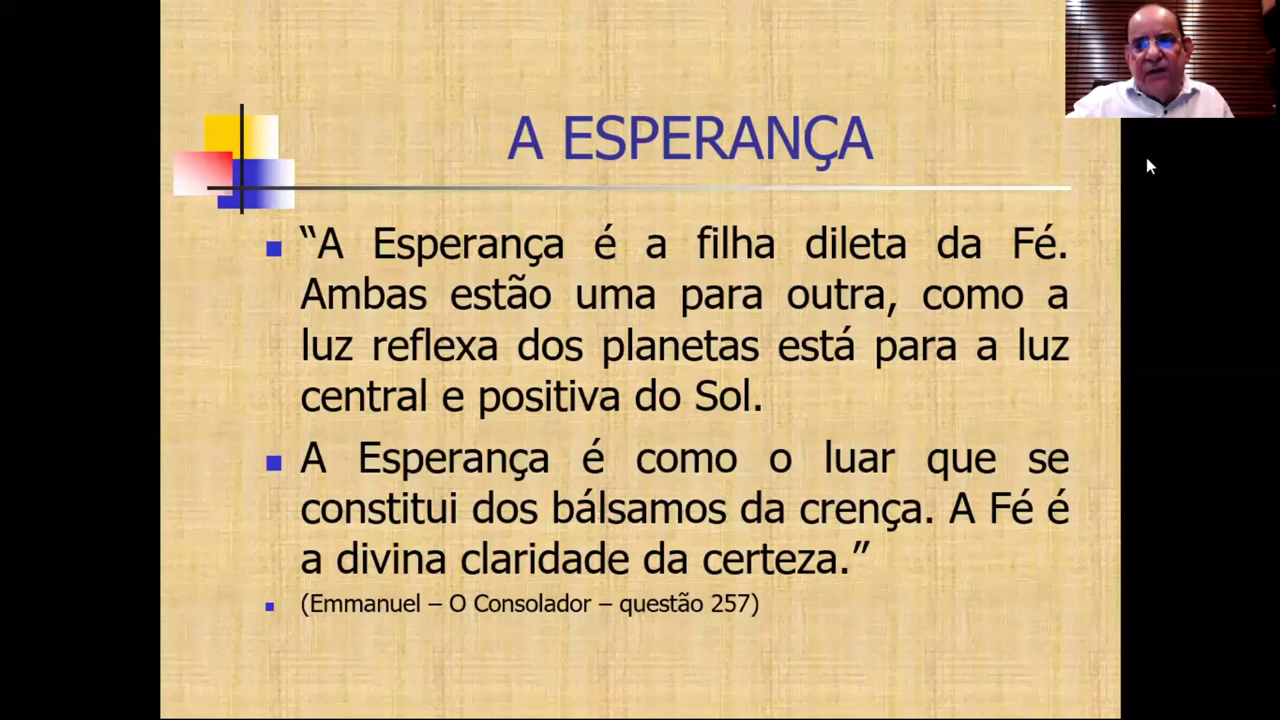 A ESPERANÇA
“A Esperança é a filha dileta da Fé.
Ambas estão uma para outra, como a
luz reflexa dos planetas está para a luz
central e positiva do Sol.
A Esperança é como o luar que se
constitui dos bálsamos da crença. A Fé é
a divina claridade da certeza.”
(Emmanuel – O Consolador – questão 257)